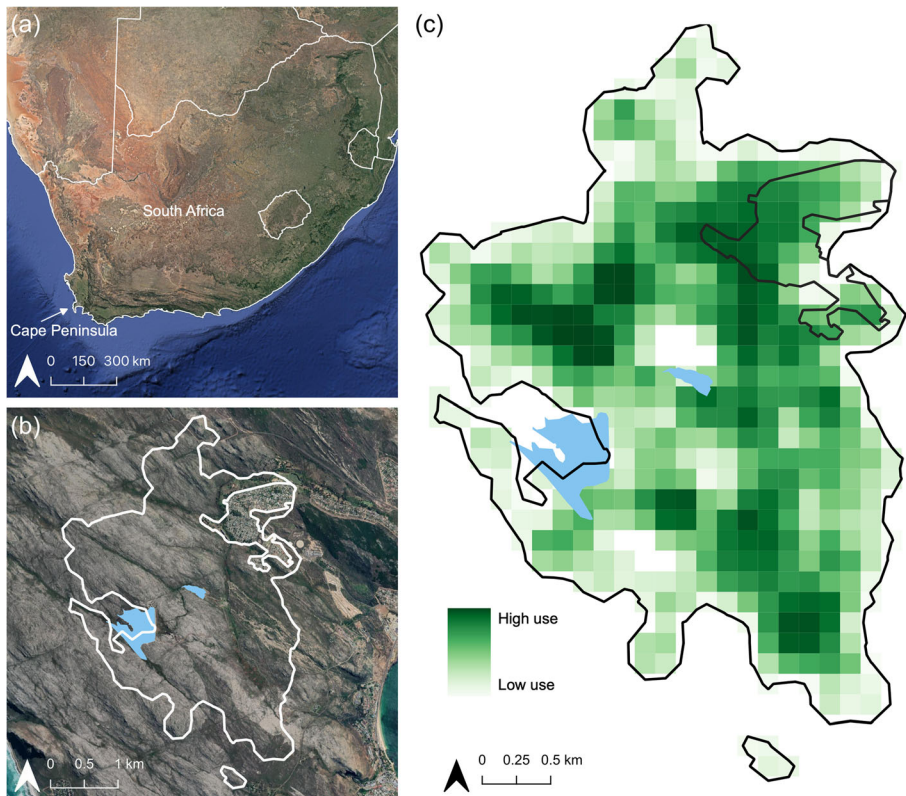 (a)
South Africa
Cape Peninsula
0 150 300 km
(b)
0 0.5 1 km
(c)
High use
Low use
0 0.25 0.5 km